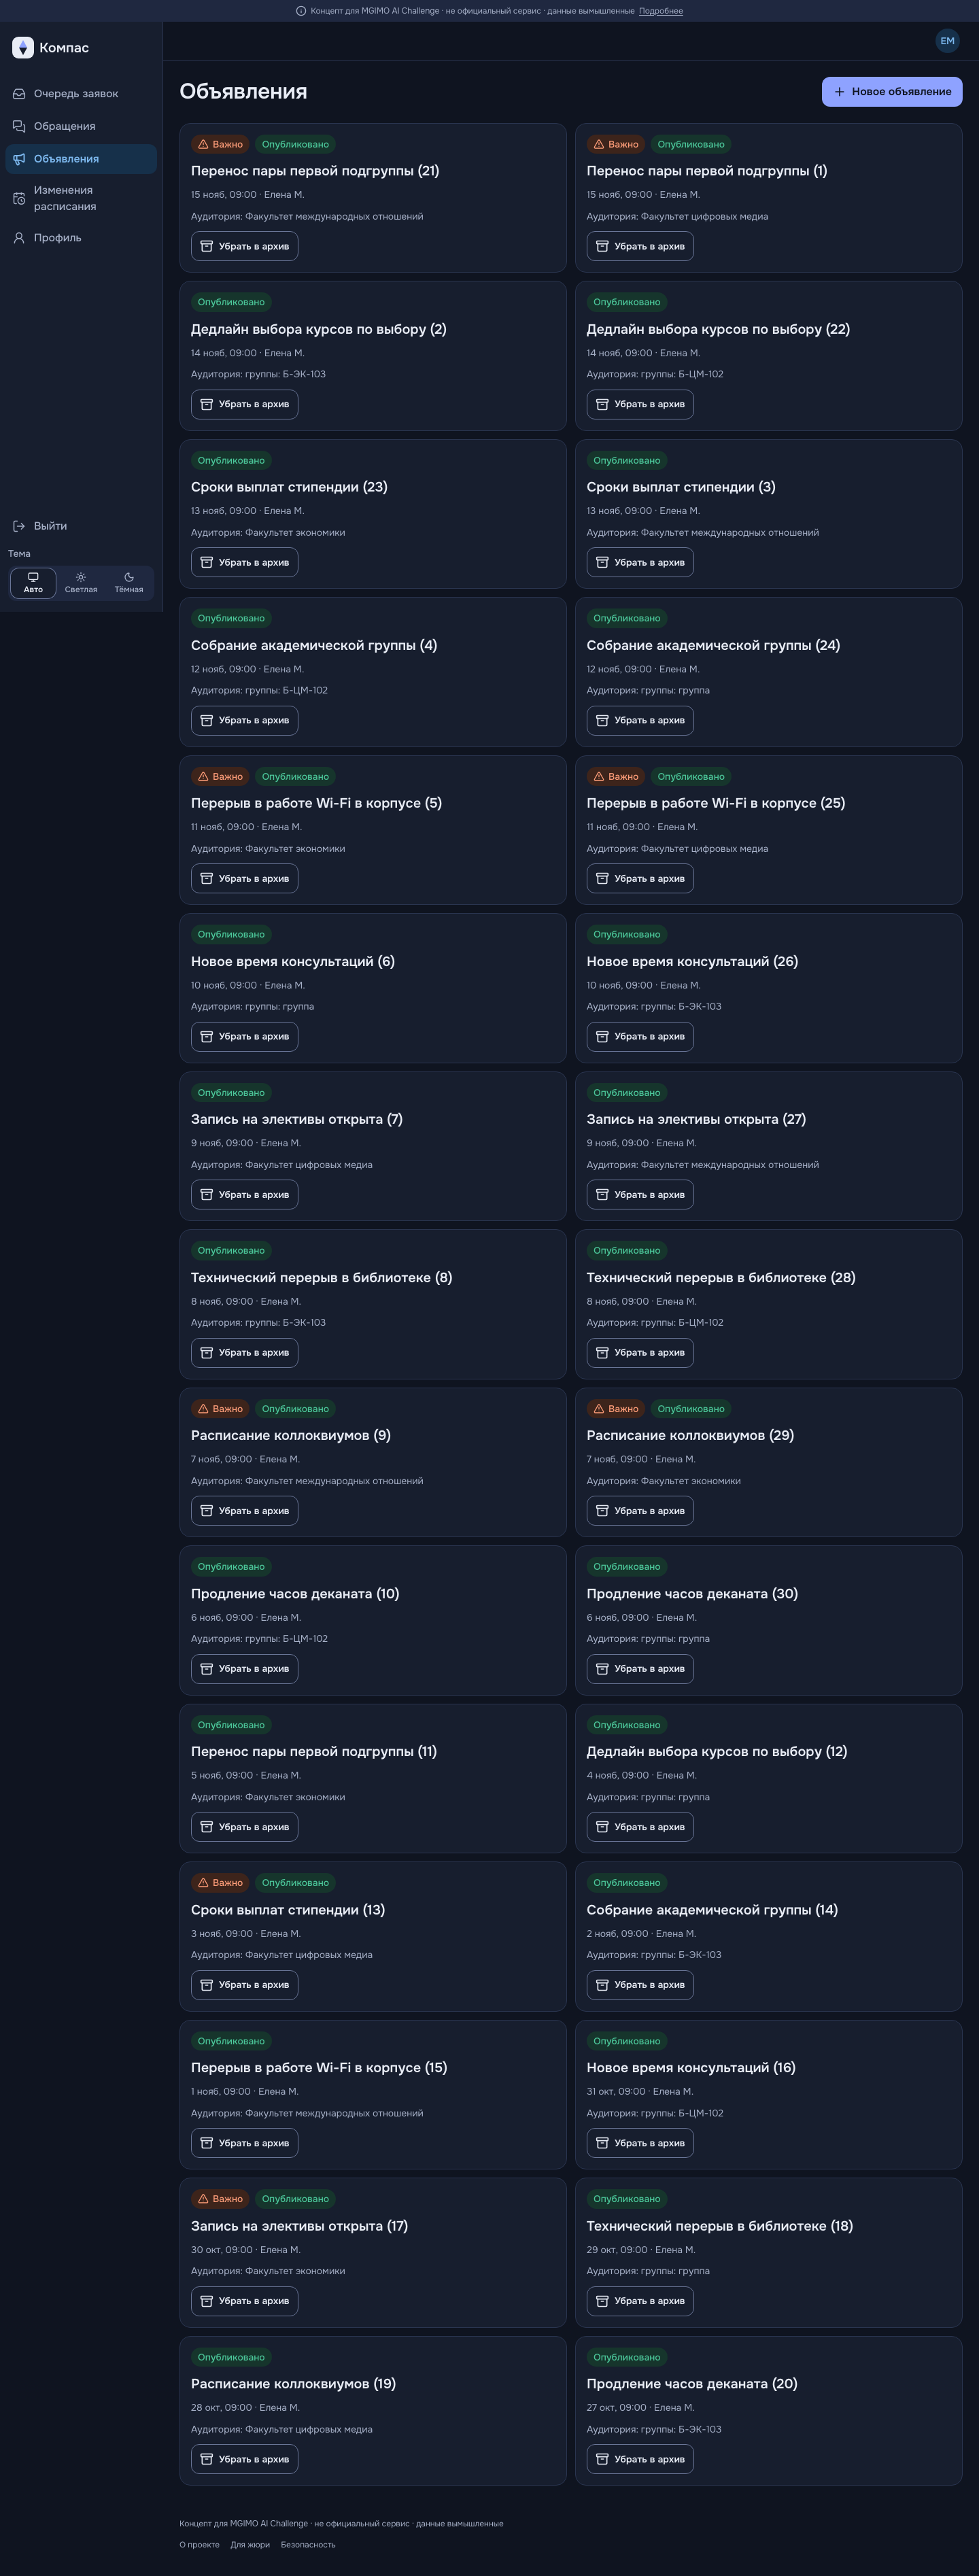 Концепт для MGIMO AI Challenge · не официальный сервис · данные вымышленные Подробнее
Компас
ЕМ
Очередь заявок
Обращения
Объявления
Изменения
расписания
Профиль
Выйти
Тема
Авто
Светлая
Тёмная
Объявления
Новое объявление
Важно Опубликовано
Перенос пары первой подгруппы (21)
15 нояб, 09:00 · Елена М.
Аудитория: Факультет международных отношений
Убрать в архив
Важно Опубликовано
Перенос пары первой подгруппы (1)
15 нояб, 09:00 · Елена М.
Аудитория: Факультет цифровых медиа
Убрать в архив
Опубликовано
Дедлайн выбора курсов по выбору (2)
14 нояб, 09:00 · Елена М.
Аудитория: группы: Б-ЭК-103
Убрать в архив
Опубликовано
Дедлайн выбора курсов по выбору (22)
14 нояб, 09:00 · Елена М.
Аудитория: группы: Б-ЦМ-102
Убрать в архив
Опубликовано
Сроки выплат стипендии (23)
13 нояб, 09:00 · Елена М.
Аудитория: Факультет экономики
Убрать в архив
Опубликовано
Сроки выплат стипендии (3)
13 нояб, 09:00 · Елена М.
Аудитория: Факультет международных отношений
Убрать в архив
Опубликовано
Собрание академической группы (4)
12 нояб, 09:00 · Елена М.
Аудитория: группы: Б-ЦМ-102
Убрать в архив
Опубликовано
Собрание академической группы (24)
12 нояб, 09:00 · Елена М.
Аудитория: группы: группа
Убрать в архив
Важно Опубликовано
Перерыв в работе Wi-Fi в корпусе (5)
11 нояб, 09:00 · Елена М.
Аудитория: Факультет экономики
Убрать в архив
Важно Опубликовано
Перерыв в работе Wi-Fi в корпусе (25)
11 нояб, 09:00 · Елена М.
Аудитория: Факультет цифровых медиа
Убрать в архив
Опубликовано
Новое время консультаций (6)
10 нояб, 09:00 · Елена М.
Аудитория: группы: группа
Убрать в архив
Опубликовано
Новое время консультаций (26)
10 нояб, 09:00 · Елена М.
Аудитория: группы: Б-ЭК-103
Убрать в архив
Опубликовано
Запись на элективы открыта (7)
9 нояб, 09:00 · Елена М.
Аудитория: Факультет цифровых медиа
Убрать в архив
Опубликовано
Запись на элективы открыта (27)
9 нояб, 09:00 · Елена М.
Аудитория: Факультет международных отношений
Убрать в архив
Опубликовано
Технический перерыв в библиотеке (8)
8 нояб, 09:00 · Елена М.
Аудитория: группы: Б-ЭК-103
Убрать в архив
Опубликовано
Технический перерыв в библиотеке (28)
8 нояб, 09:00 · Елена М.
Аудитория: группы: Б-ЦМ-102
Убрать в архив
Важно Опубликовано
Расписание коллоквиумов (9)
7 нояб, 09:00 · Елена М.
Аудитория: Факультет международных отношений
Убрать в архив
Важно Опубликовано
Расписание коллоквиумов (29)
7 нояб, 09:00 · Елена М.
Аудитория: Факультет экономики
Убрать в архив
Опубликовано
Продление часов деканата (10)
6 нояб, 09:00 · Елена М.
Аудитория: группы: Б-ЦМ-102
Убрать в архив
Опубликовано
Продление часов деканата (30)
6 нояб, 09:00 · Елена М.
Аудитория: группы: группа
Убрать в архив
Опубликовано
Перенос пары первой подгруппы (11)
5 нояб, 09:00 · Елена М.
Аудитория: Факультет экономики
Убрать в архив
Опубликовано
Дедлайн выбора курсов по выбору (12)
4 нояб, 09:00 · Елена М.
Аудитория: группы: группа
Убрать в архив
Важно Опубликовано
Сроки выплат стипендии (13)
3 нояб, 09:00 · Елена М.
Аудитория: Факультет цифровых медиа
Убрать в архив
Опубликовано
Собрание академической группы (14)
2 нояб, 09:00 · Елена М.
Аудитория: группы: Б-ЭК-103
Убрать в архив
Опубликовано
Перерыв в работе Wi-Fi в корпусе (15)
1 нояб, 09:00 · Елена М.
Аудитория: Факультет международных отношений
Убрать в архив
Опубликовано
Новое время консультаций (16)
31 окт, 09:00 · Елена М.
Аудитория: группы: Б-ЦМ-102
Убрать в архив
Важно Опубликовано
Запись на элективы открыта (17)
30 окт, 09:00 · Елена М.
Аудитория: Факультет экономики
Убрать в архив
Опубликовано
Технический перерыв в библиотеке (18)
29 окт, 09:00 · Елена М.
Аудитория: группы: группа
Убрать в архив
Опубликовано
Расписание коллоквиумов (19)
28 окт, 09:00 · Елена М.
Аудитория: Факультет цифровых медиа
Убрать в архив
Опубликовано
Продление часов деканата (20)
27 окт, 09:00 · Елена М.
Аудитория: группы: Б-ЭК-103
Убрать в архив
Концепт для MGIMO AI Challenge · не официальный сервис · данные вымышленные
О проекте Для жюри Безопасность